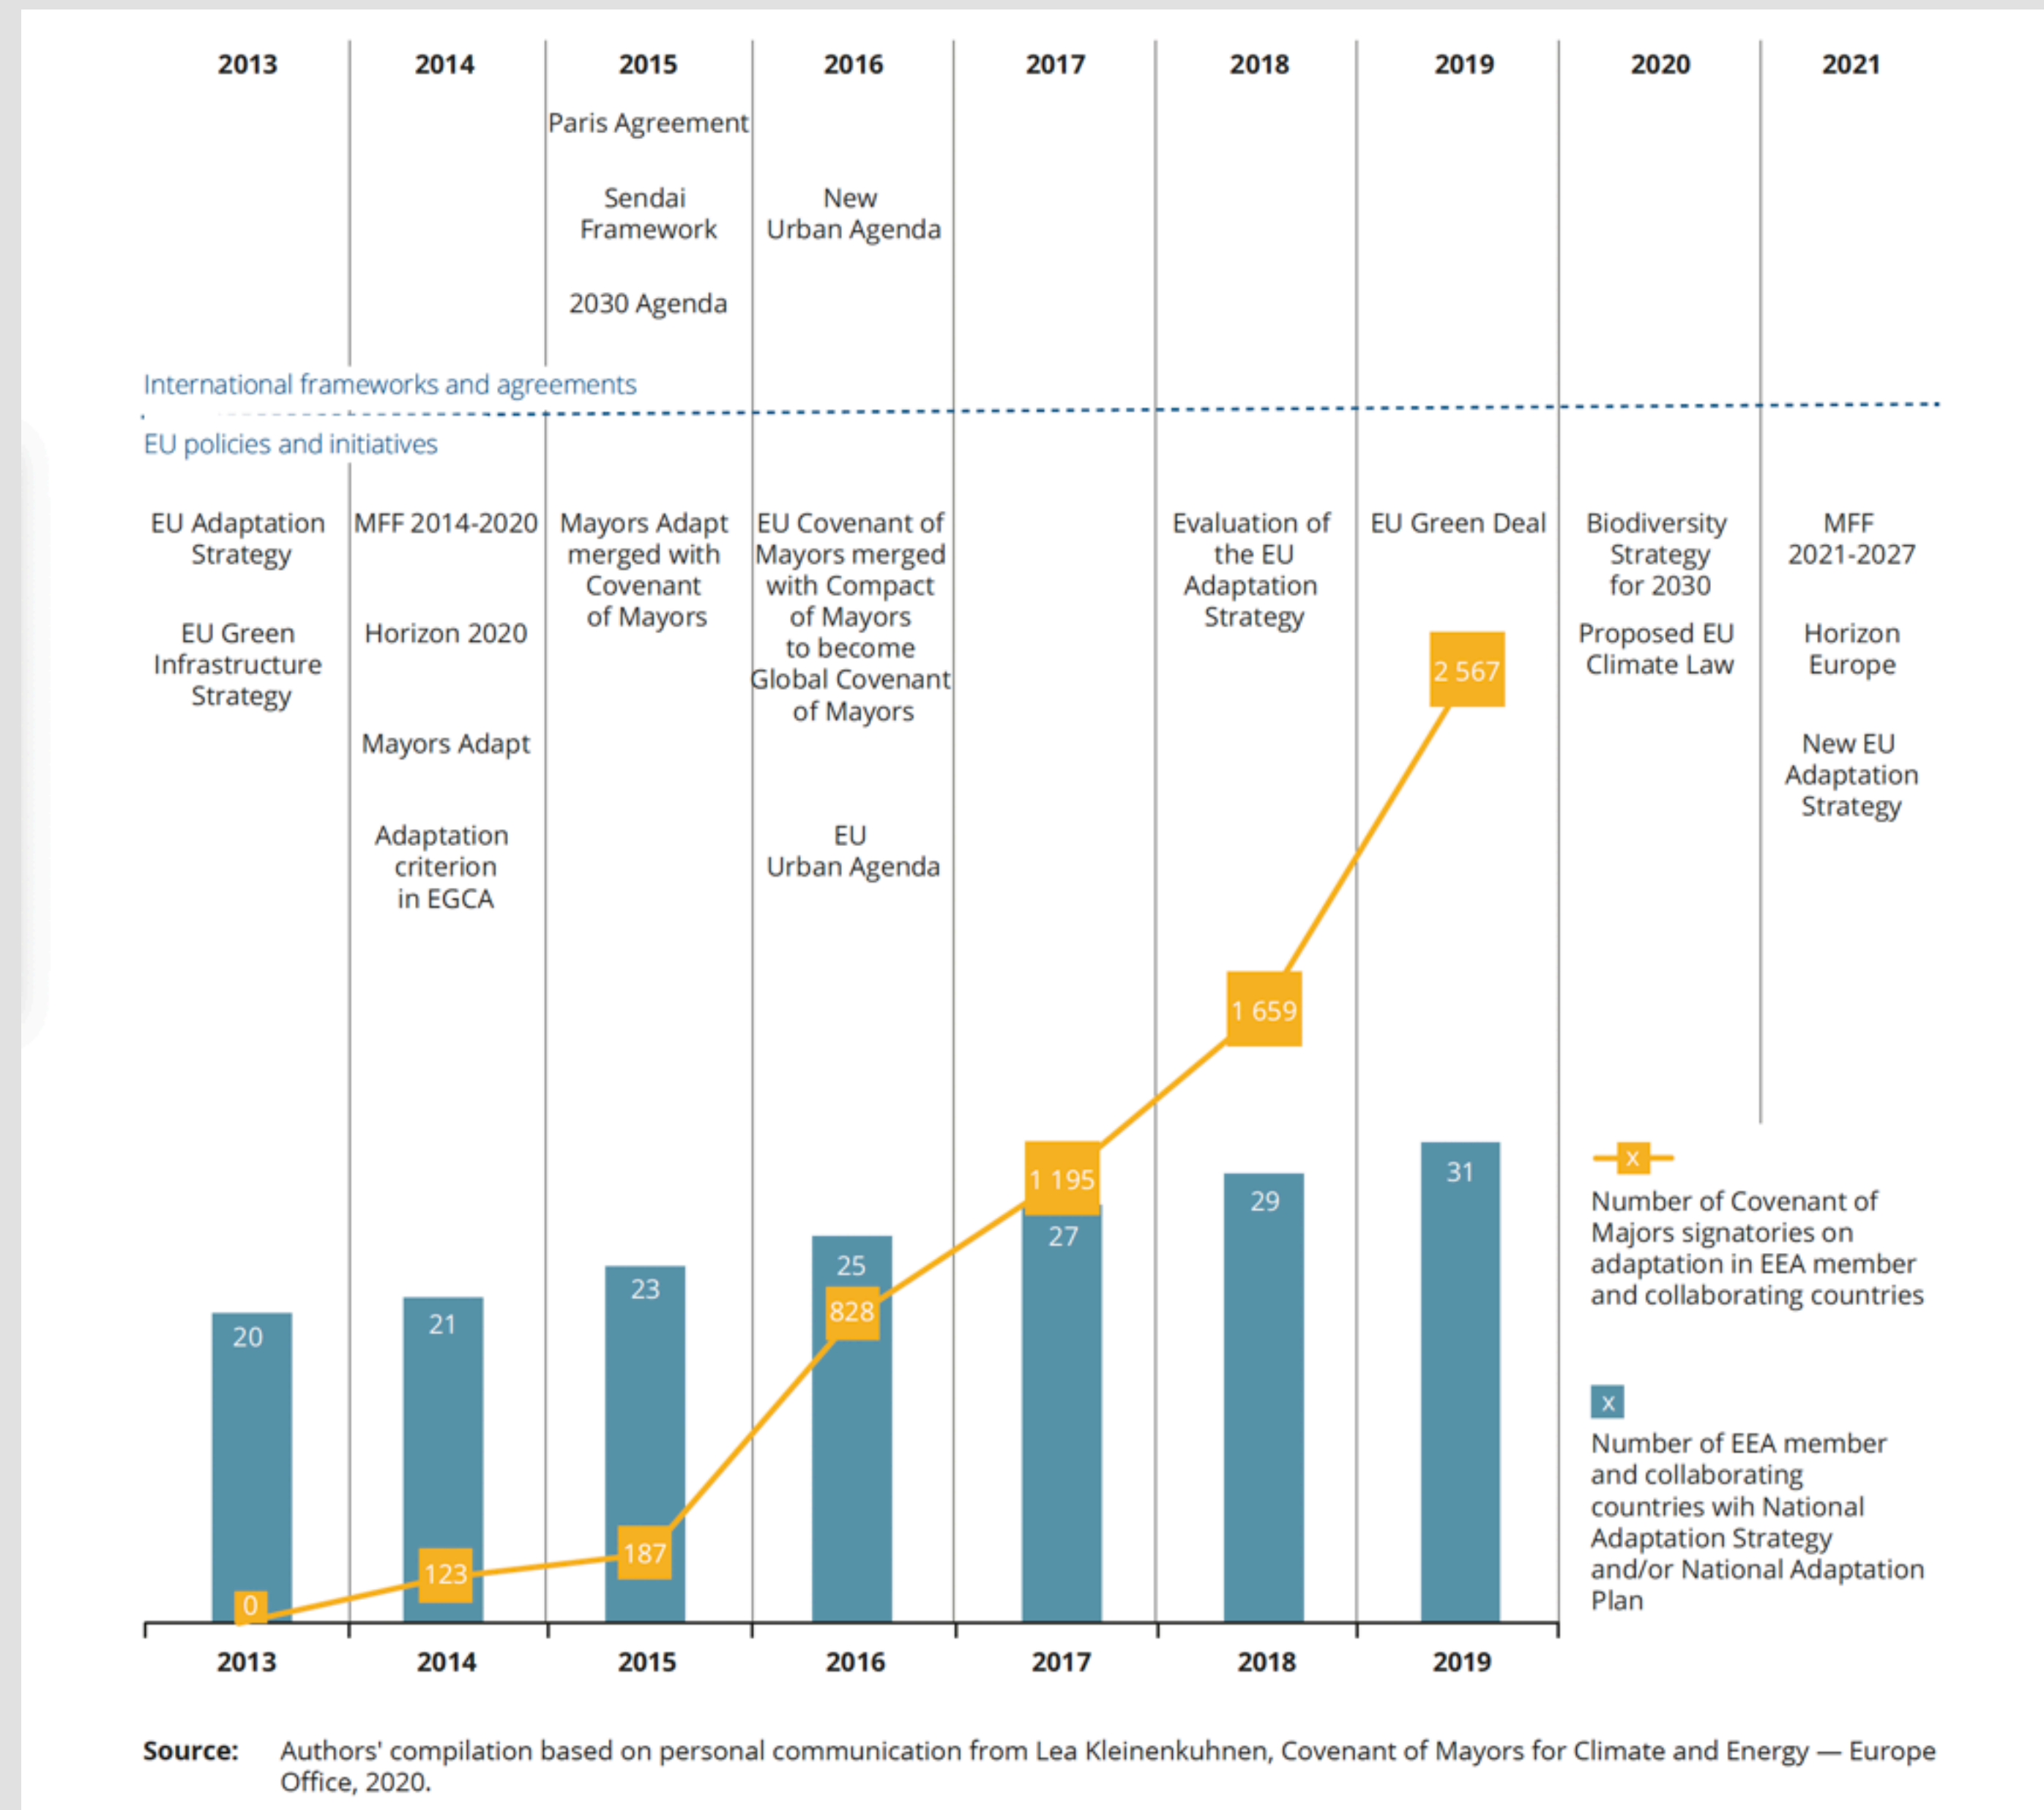 2013 2014 2015 2016 2017 2018 2019 2020 2021
Paris Agreement
Sendai
Framework
2030 Agenda
New
Urban Agenda
International frameworks and agreements
EU policies and initiatives
EU Adaptation
Strategy
EU Green
Infrastructure
Strategy
MFF 2014-2020
Horizon 2020
Mayors Adapt
Adaptation
criterion
in EGCA
Mayors Adapt
merged with
Covenant
of Mayors
EU Covenant of
Mayors merged
with Compact
of Mayors
to become
Global Covenant
of Mayors
EU
Urban Agenda
Evaluation of
the EU
Adaptation
Strategy
EU Green Deal
Biodiversity
Strategy
for 2030
Proposed EU
Climate Law
MFF
2021-2027
Horizon
Europe
New EU
Adaptation
Strategy
2 567
1 659
1 195
828
187
123
0
20
21
23
25
27
29
31
x
Number of Covenant of
Majors signatories on
adaptation in EEA member
and collaborating countries
x
Number of EEA member
and collaborating
countries wih National
Adaptation Strategy
and/or National Adaptation
Plan
2013 2014 2015 2016 2017 2018 2019
Source: Authors' compilation based on personal communication from Lea Kleinenkuhnen, Covenant of Mayors for Climate and Energy — Europe
Office, 2020.